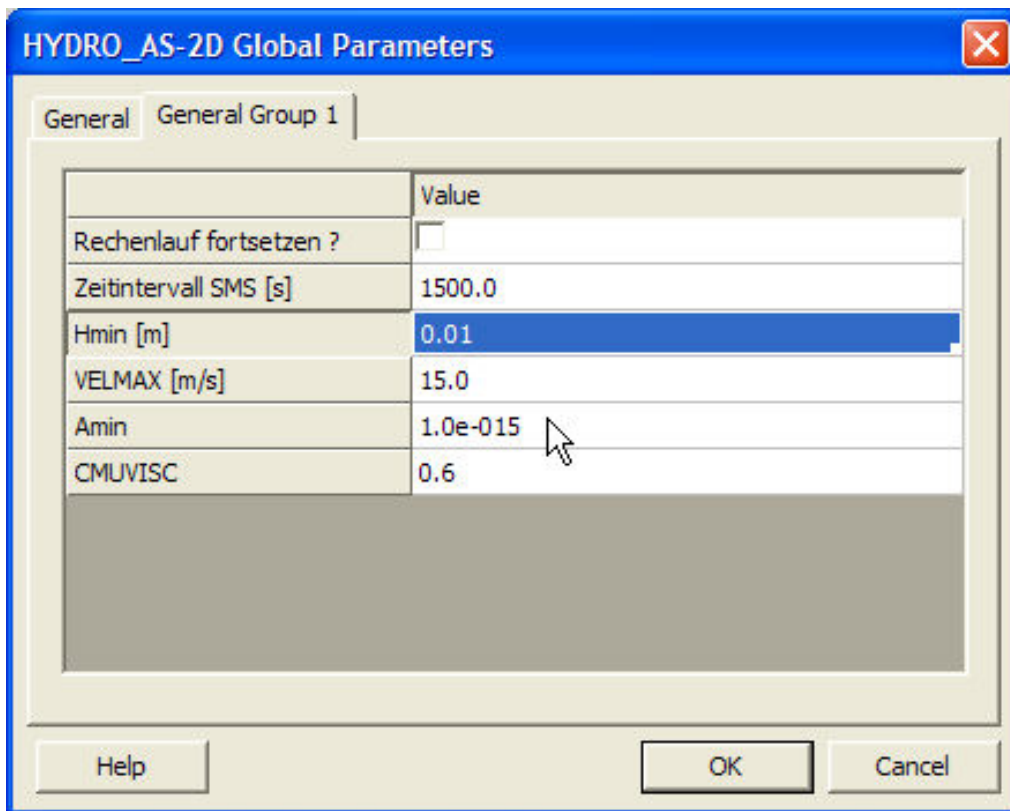 HYDRO_AS-2D Global Parameters
General General Group 1
Value
Rechenlauf fortsetzen ?
Zeitintervall SMS [s] 1500.0
Hmin [m] 0.01
VELMAX [m/s] 15.0
Amin 1.0e-015
CMUVISC 0.6
Help OK Cancel